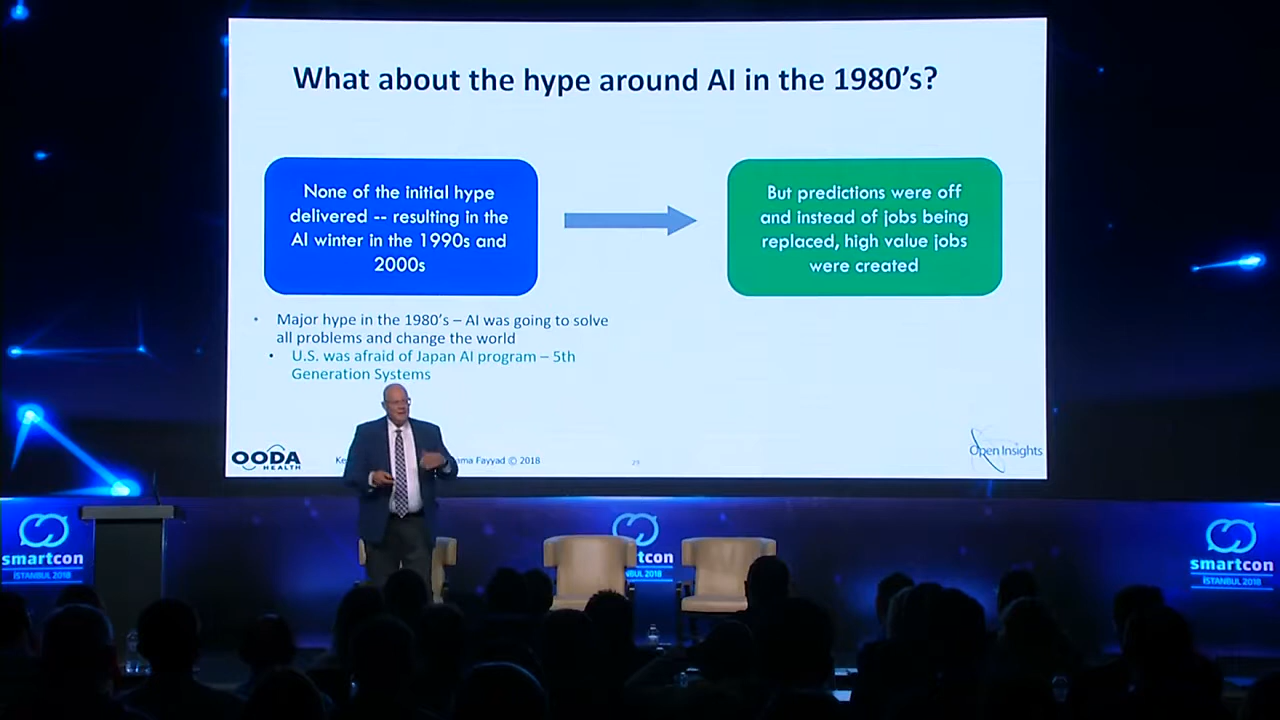 What about the hype around AI in the 1980's?
None of the initial hype
delivered -- resulting in the
AI winter in the 1990s and
2000s
But predictions were off
and instead of jobs being
replaced, high value jobs
were created
• Major hype in the 1980's – AI was going to solve
all problems and change the world
• U.S. was afraid of Japan AI program – 5th
Generation Systems
OODA
HEALTH
Fayyad © 2018
Open Insights
smartcon
İSTANBUL 2018
smartcon
İSTANBUL 2018